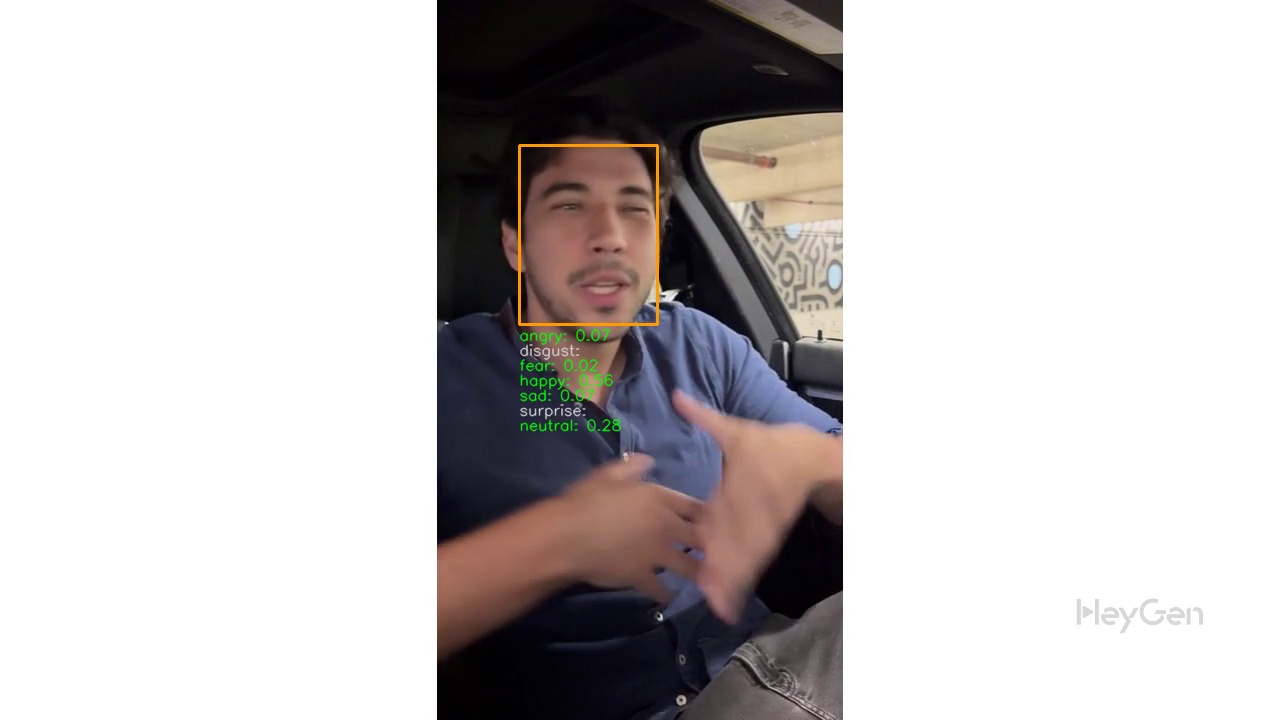 angry: 0.07
disgust:
fear: 0.02
happy: 0.56
sad: 0.07
surprise:
neutral: 0.28
HeyGen